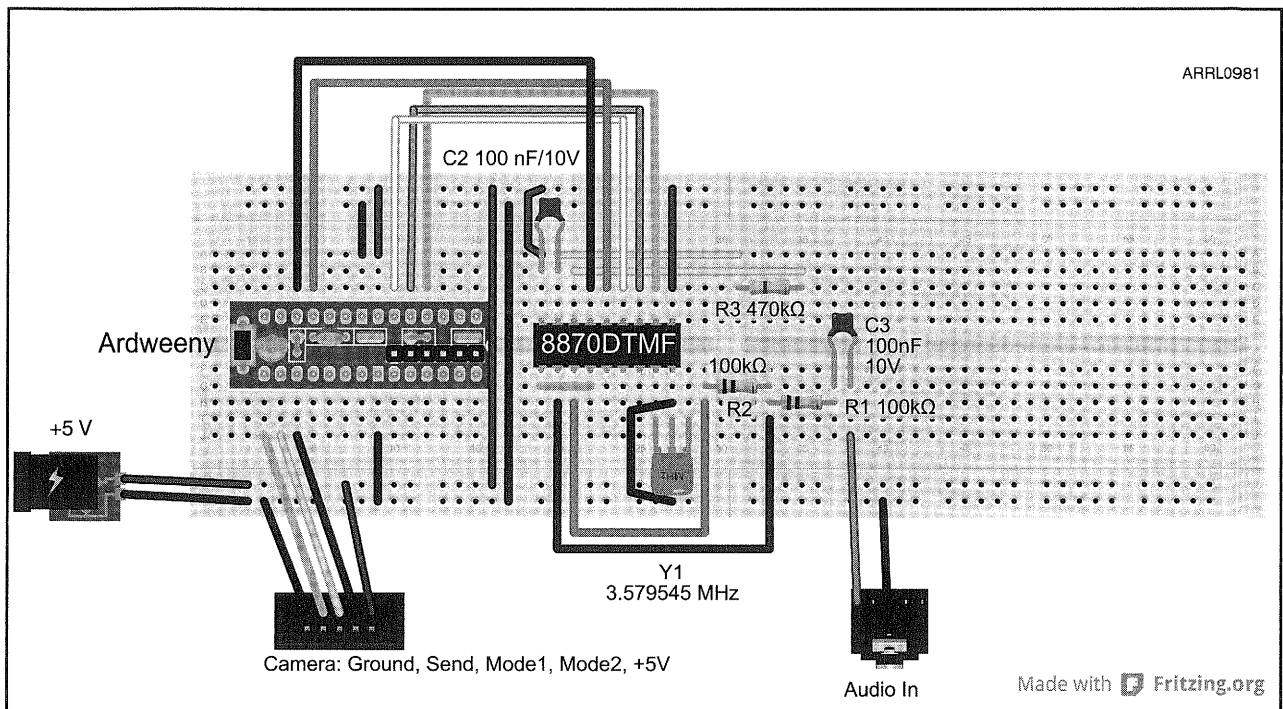 ARRL0981
C2 100 nF/10V
R3 470kΩ
Ardweeny
8870DTMF
C3
100nF
10V
100kΩ
R2
R1 100kΩ
+5 V
Y1
3.579545 MHz
Camera: Ground, Send, Mode1, Mode2, +5V
Audio In
Made with Fritzing.org